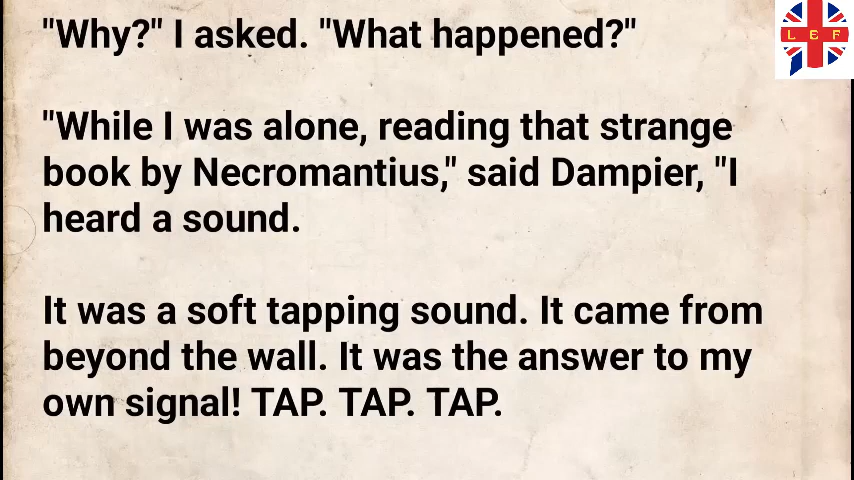 "Why?" I asked. "What happened?"
L E F
"While I was alone, reading that strange
book by Necromantius," said Dampier, "I
heard a sound.
It was a soft tapping sound. It came from
beyond the wall. It was the answer to my
own signal! TAP. TAP. TAP.